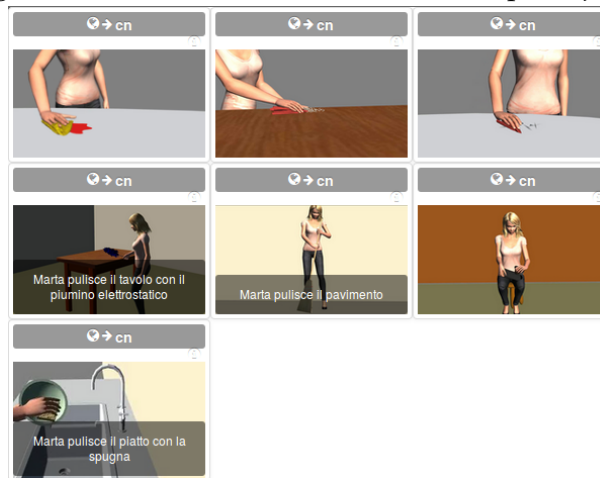 cn
cn
cn
cn
cn
cn
Marta pulisce il tavolo con il
piumino elettrostatico
Marta pulisce il pavimento
cn
Marta pulisce il piatto con la
spugna